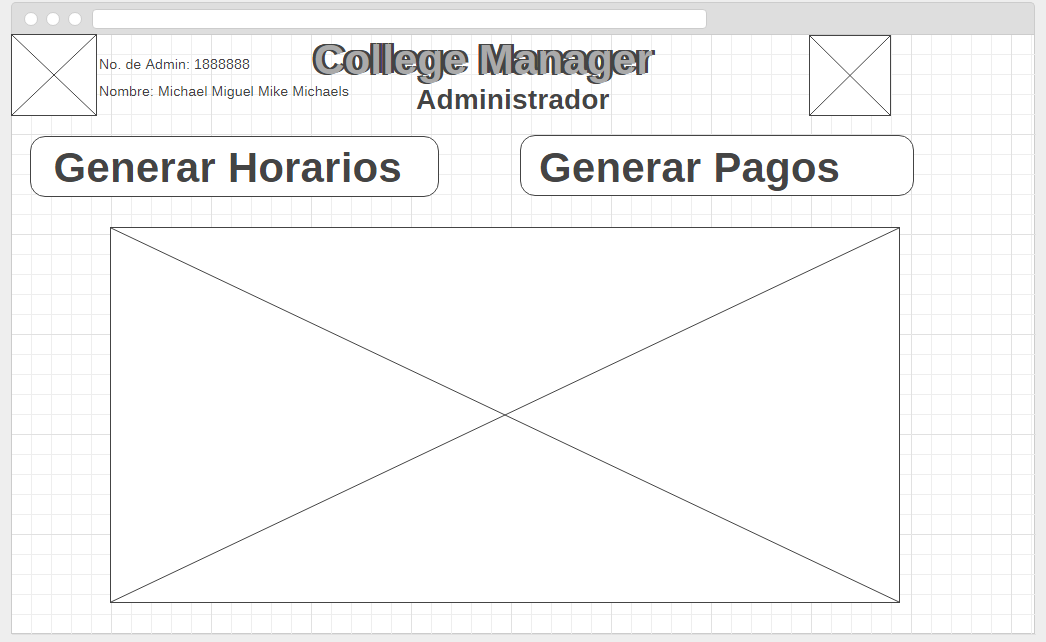 College Manager
No. de Admin: 1888888
Nombre: Michael Miguel Mike Michaels
Administrador
Generar Horarios
Generar Pagos